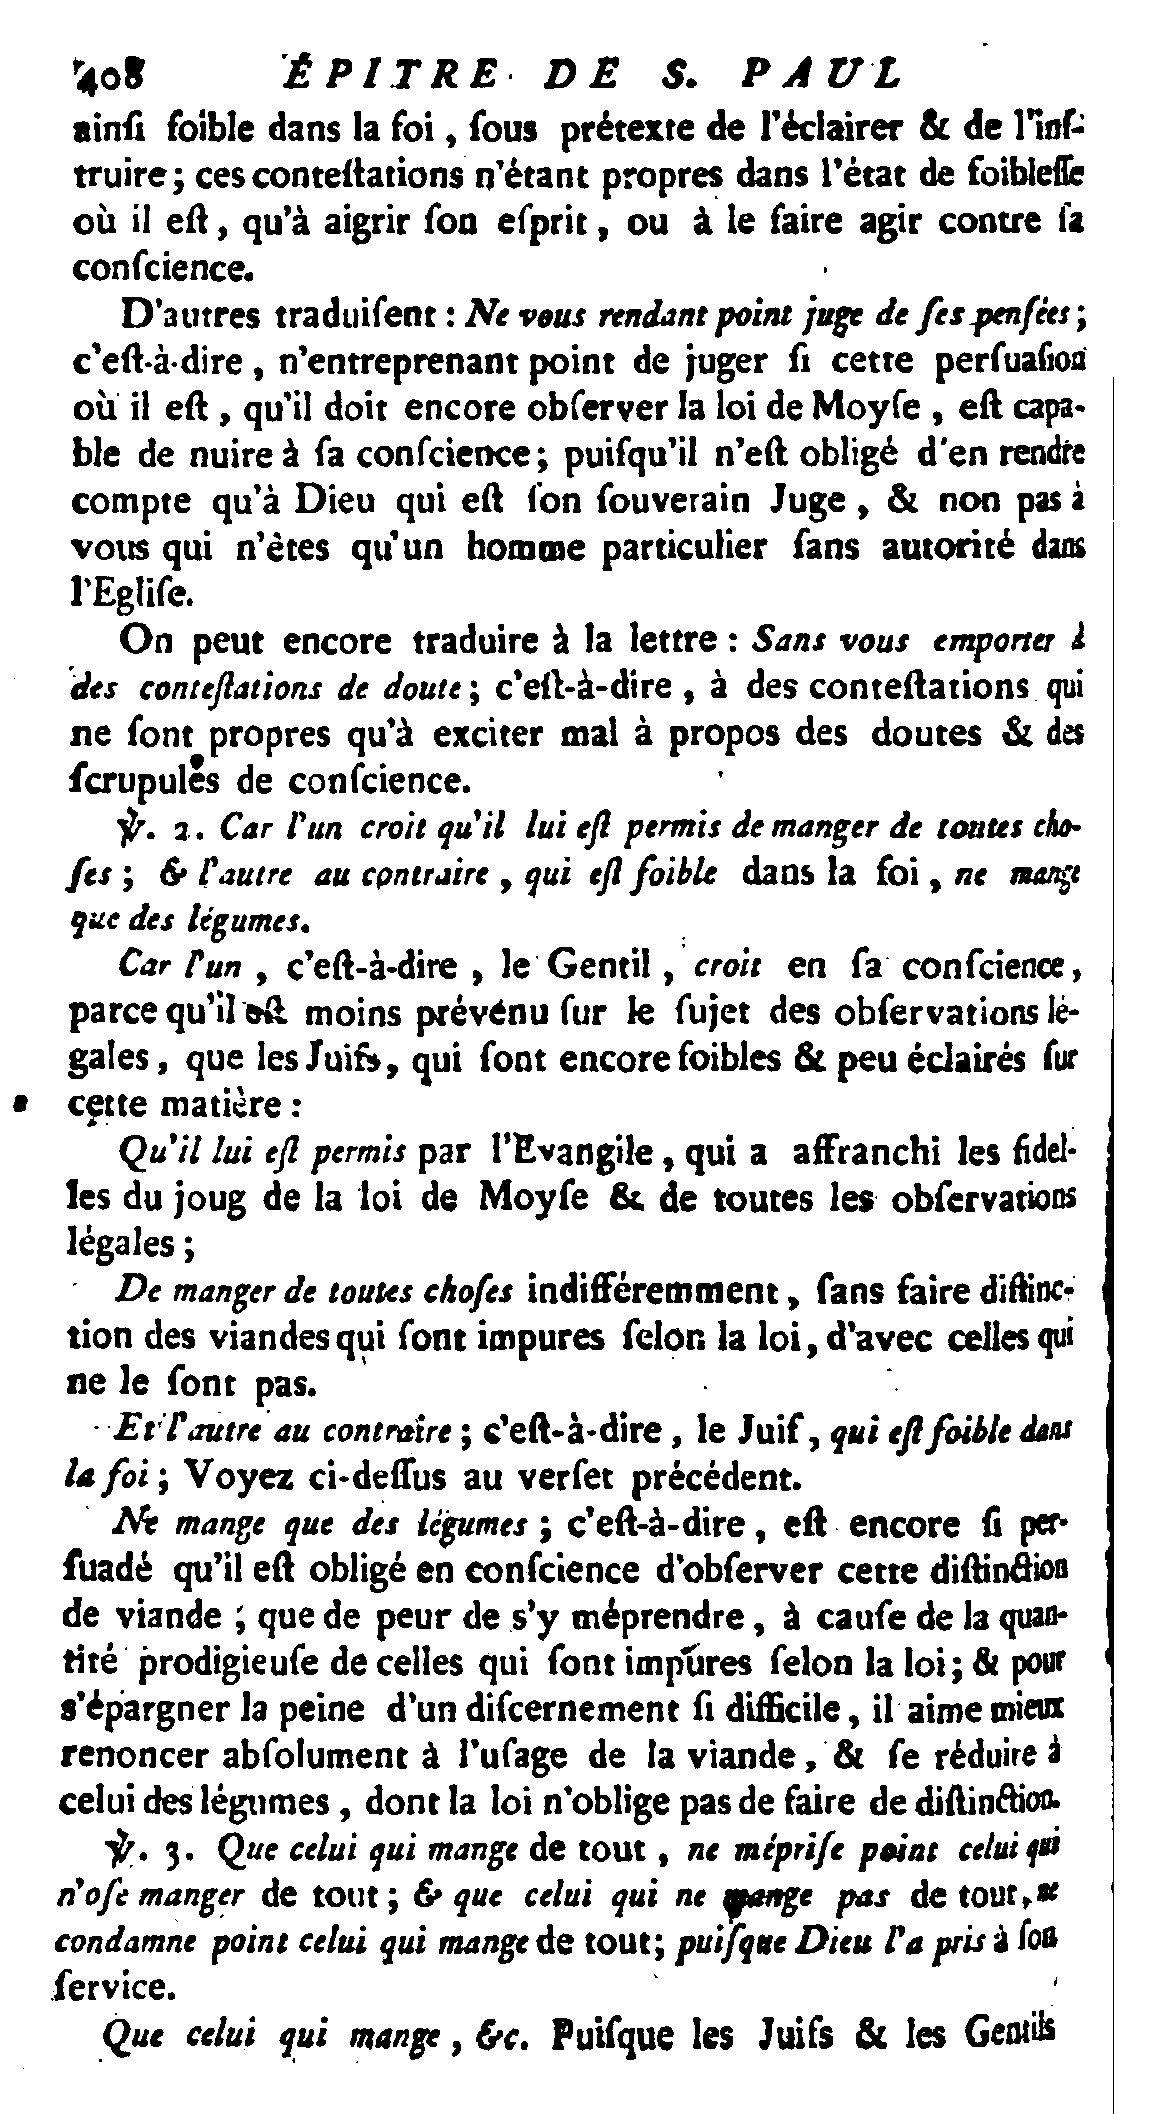 408 ÉPITRE DE S. PAUL
ainſi foible dans la foi, ſous prétexte de l'éclairer & de l'inſ-
truire; ces conteſtations n'étant propres dans l'état de foibleſſe
où il eſt, qu'à aigrir ſon eſprit, ou à le faire agir contre ſa
conſcience.
D'autres traduiſent : Ne vous rendant point juge de ſes penſées;
c'eſt-à-dire, n'entreprenant point de juger ſi cette perſuaſion
où il eſt, qu'il doit encore obſerver la loi de Moyſe, eſt capa-
ble de nuire à ſa conſcience; puiſqu'il n'eſt obligé d'en rendre
compte qu'à Dieu qui eſt ſon ſouverain Juge, & non pas à
vous qui n'êtes qu'un homme particulier ſans autorité dans
l'Egliſe.
On peut encore traduire à la lettre : Sans vous emporter à
des conteſtations de doute; c'eſt-à-dire, à des conteſtations qui
ne ſont propres qu'à exciter mal à propos des doutes & des
ſcrupules de conſcience.
℣. 2. Car l'un croit qu'il lui eſt permis de manger de toutes cho-
ſes; & l'autre au contraire, qui eſt foible dans la foi, ne mange
que des légumes.
Car l'un, c'eſt-à-dire, le Gentil, croit en ſa conſcience,
parce qu'il eſt moins prévenu ſur le ſujet des obſervations lé-
gales, que les Juifs, qui ſont encore foibles & peu éclairés ſur
cette matière :
Qu'il lui eſt permis par l'Evangile, qui a affranchi les fidel-
les du joug de la loi de Moyſe & de toutes les obſervations
légales;
De manger de toutes choſes indifféremment, ſans faire diſtinc-
tion des viandes qui ſont impures ſelon la loi, d'avec celles qui
ne le ſont pas.
Et l'autre au contraire; c'eſt-à-dire, le Juif, qui eſt foible dans
la foi; Voyez ci-deſſus au verſet précédent.
Ne mange que des légumes; c'eſt-à-dire, eſt encore ſi per-
ſuadé qu'il eſt obligé en conſcience d'obſerver cette diſtinction
de viande; que de peur de s'y méprendre, à cauſe de la quan-
tité prodigieuſe de celles qui ſont impures ſelon la loi; & pour
s'épargner la peine d'un diſcernement ſi difficile, il aime mieux
renoncer abſolument à l'uſage de la viande, & ſe réduire à
celui des légumes, dont la loi n'oblige pas de faire de diſtinction.
℣. 3. Que celui qui mange de tout, ne mépriſe point celui qui
n'oſe manger de tout; & que celui qui ne mange pas de tout, ne
condamne point celui qui mange de tout; puiſque Dieu l'a pris à ſon
ſervice.
Que celui qui mange, &c. Puiſque les Juifs & les Gentils